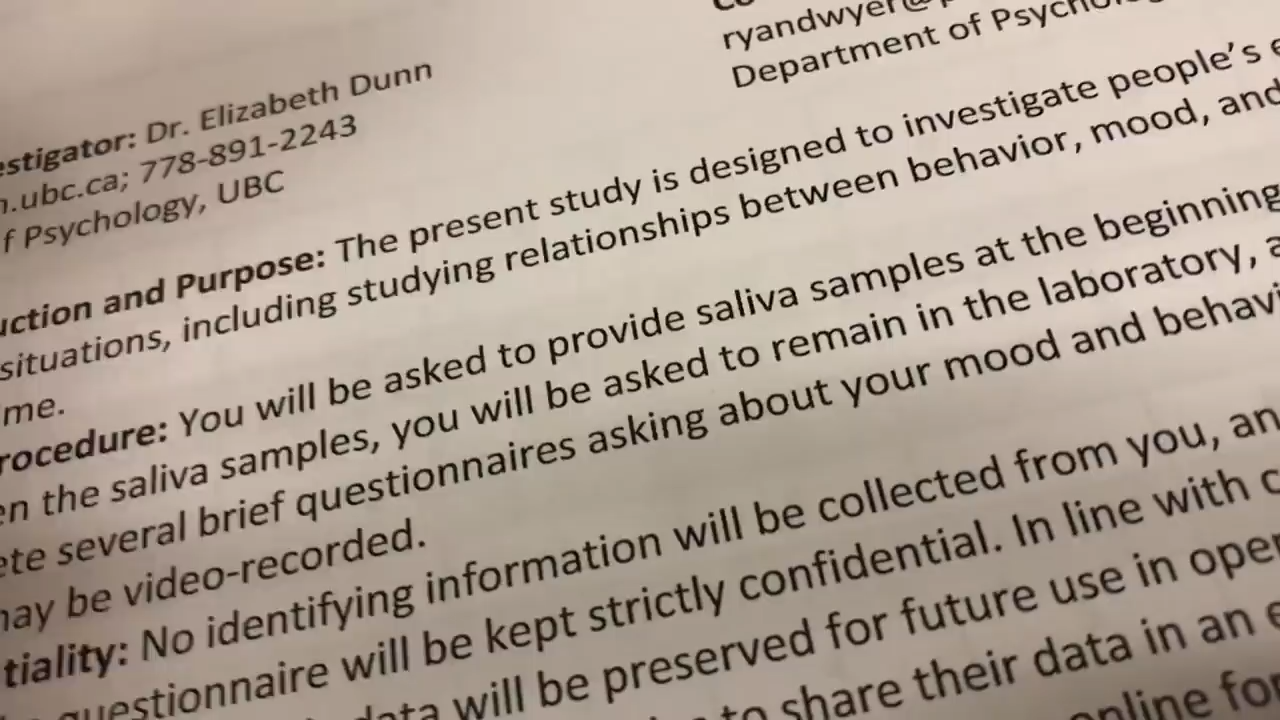 ryandwyer@
Department of Psycholog
estigator: Dr. Elizabeth Dunn
n.ubc.ca; 778-891-2243
f Psychology, UBC
uction and Purpose: The present study is designed to investigate people's e
situations, including studying relationships between behavior, mood, and
me.
rocedure: You will be asked to provide saliva samples at the beginning
en the saliva samples, you will be asked to remain in the laboratory, a
ete several brief questionnaires asking about your mood and behavi
may be video-recorded.
tiality: No identifying information will be collected from you, an
questionnaire will be kept strictly confidential. In line with c
data will be preserved for future use in open
to share their data in an e
online for